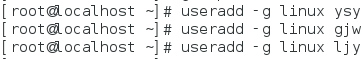 [root@localhost ~]# useradd -g linux ysy
[root@localhost ~]# useradd -g linux gjw
[root@localhost ~]# useradd -g linux ljy